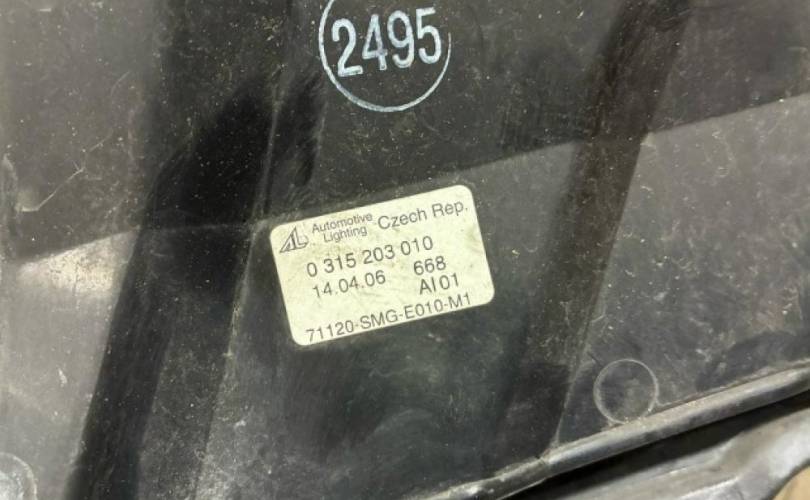 2495
Automotive Lighting Czech Rep.
0 315 203 010
14.04.06 668
AI01
71120-SMG-E010-M1